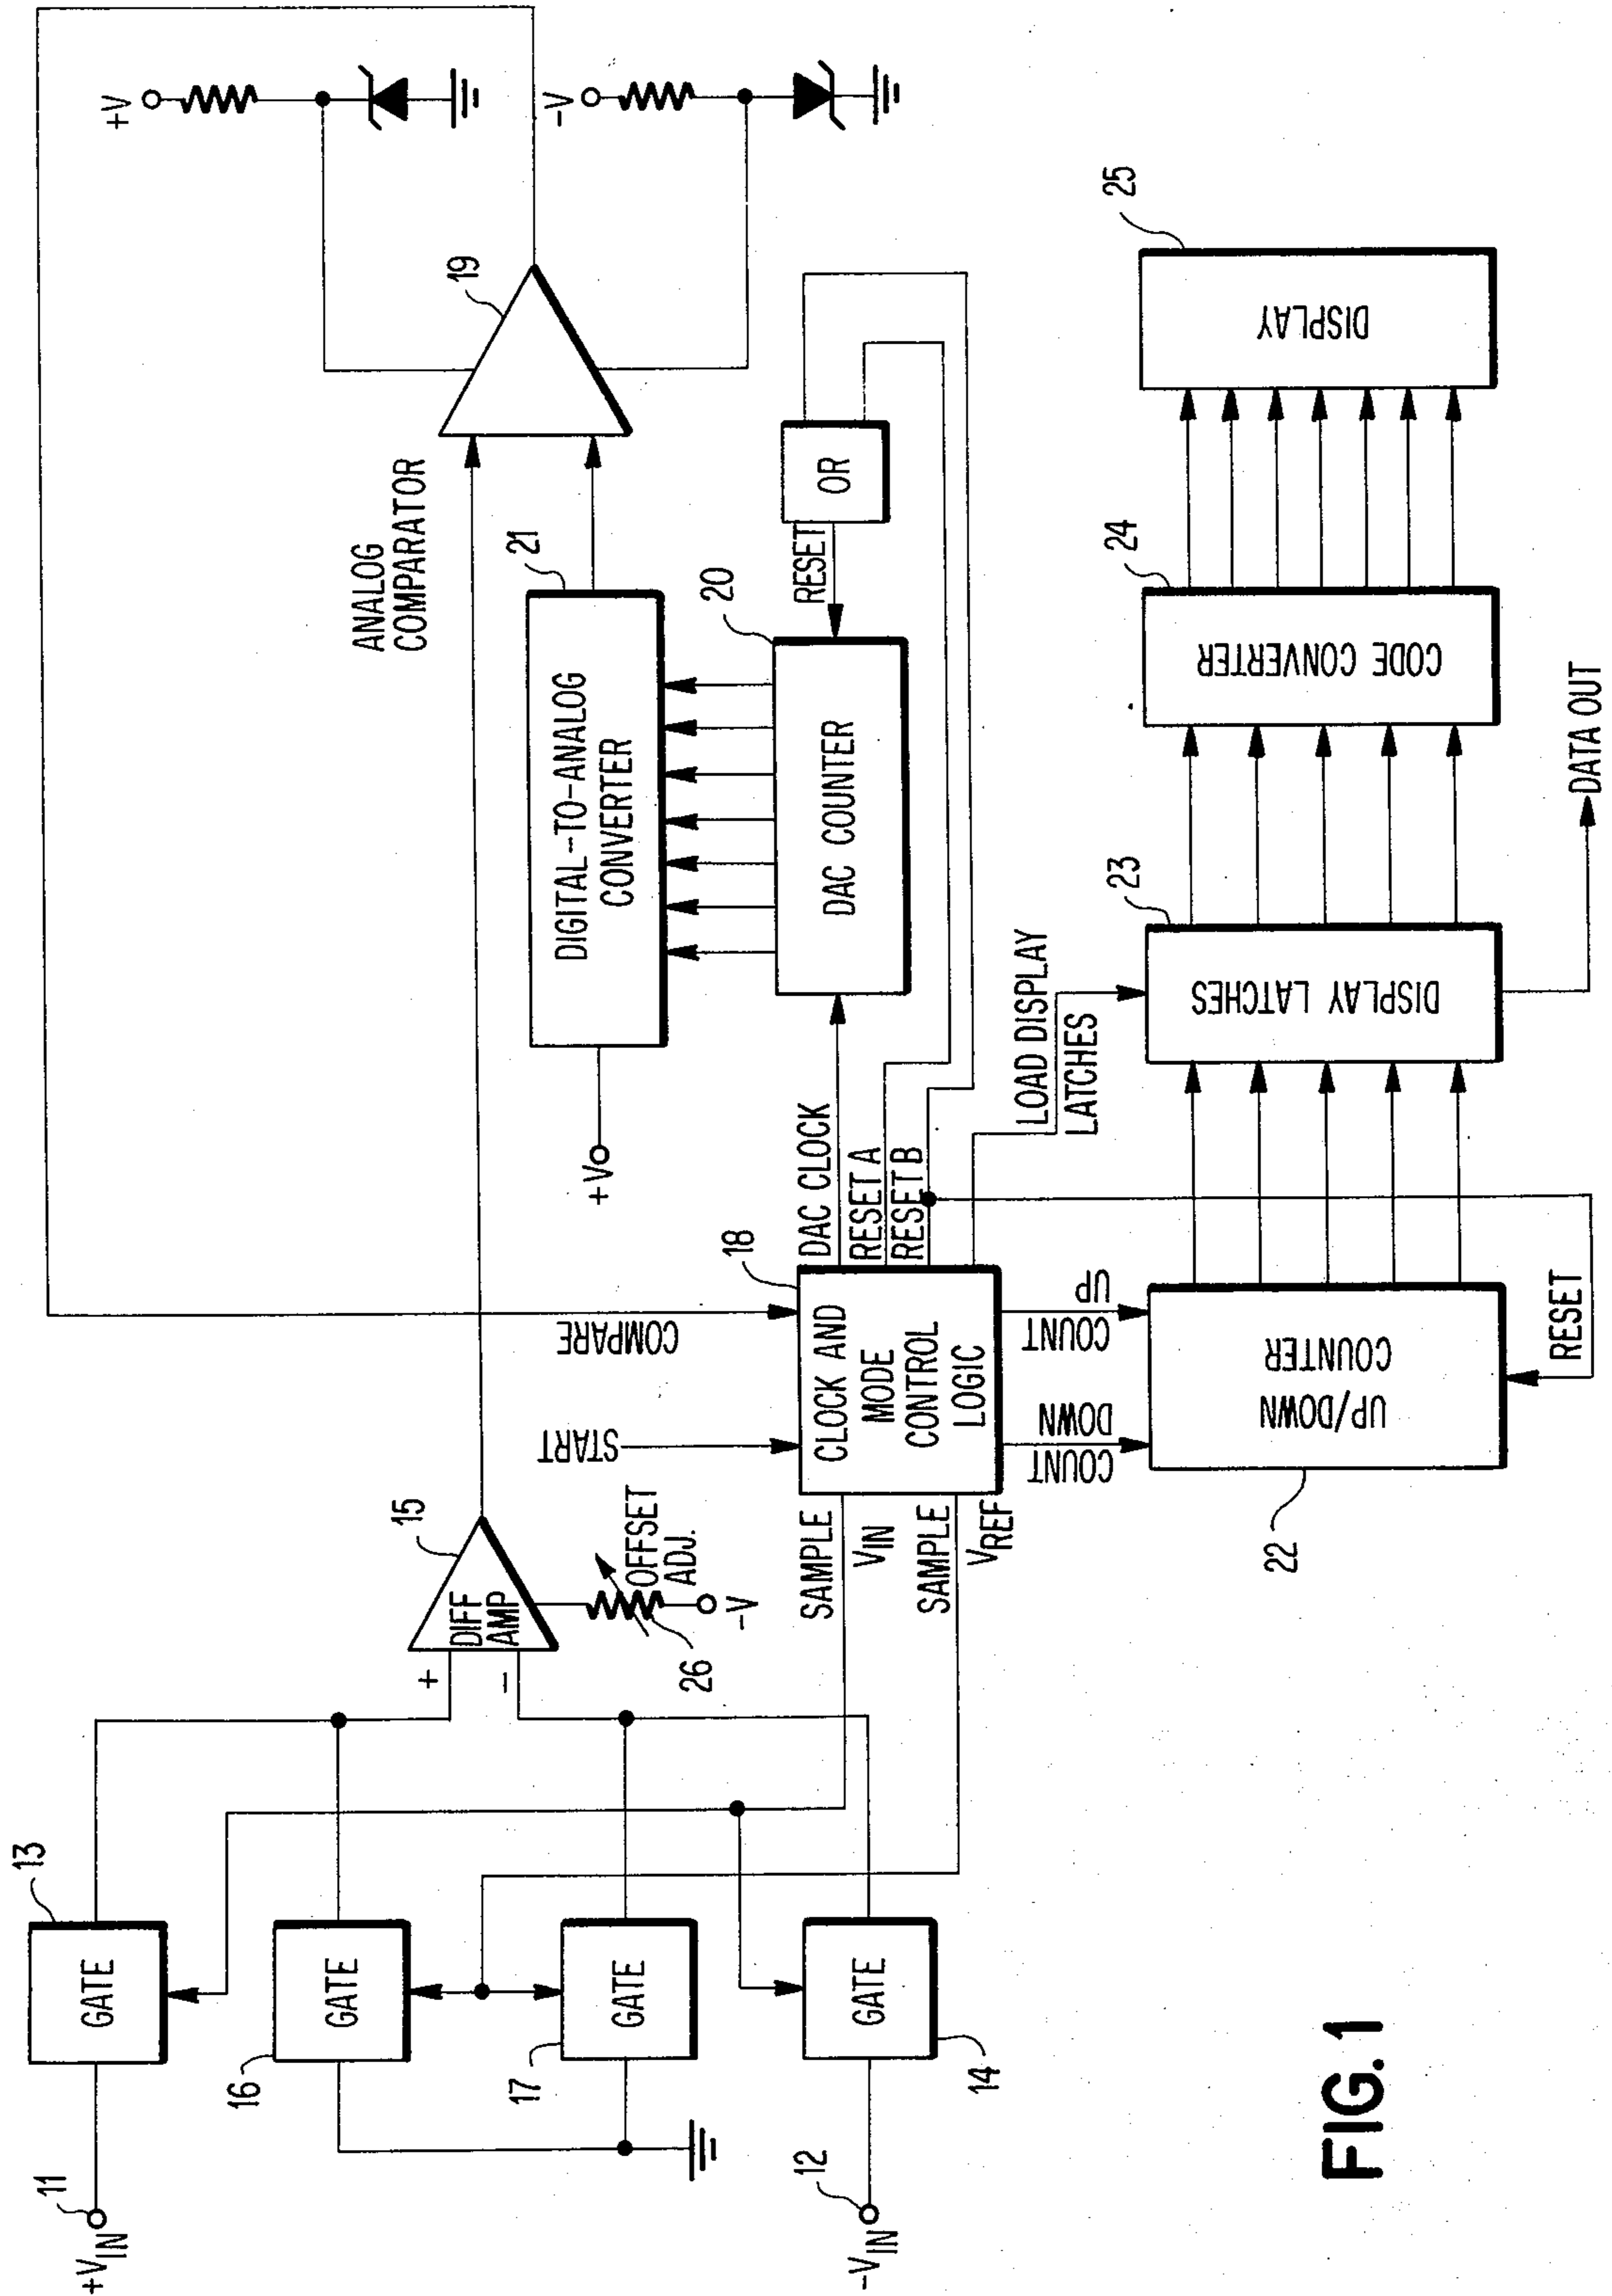 +VIN
11
13
GATE
16
GATE
17
GATE
-VIN
12
14
GATE
+
-
DIFF
AMP
15
OFFSET
ADJ.
26
-V
ANALOG
COMPARATOR
19
+V
-V
+V
DIGITAL-TO-ANALOG
CONVERTER
21
DAC COUNTER
20
RESET
OR
START
COMPARE
18
CLOCK AND
MODE
CONTROL
LOGIC
SAMPLE
VIN
SAMPLE
VREF
DAC CLOCK
RESET A
RESET B
LOAD DISPLAY
LATCHES
COUNT
DOWN
COUNT
UP
UP/DOWN
COUNTER
22
RESET
DISPLAY LATCHES
23
DATA OUT
CODE CONVERTER
24
DISPLAY
25
FIG. 1